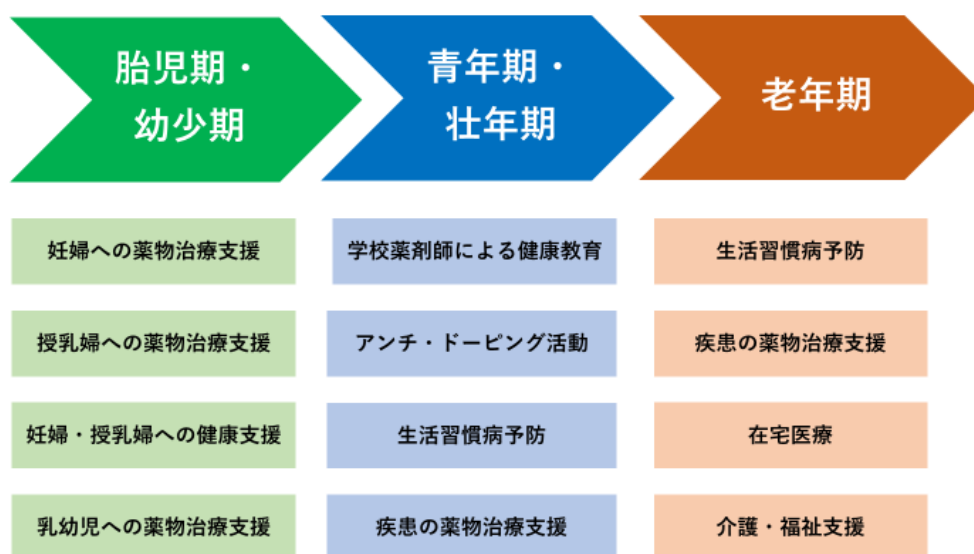 胎児期・
幼少期
青年期・
壮年期
老年期
妊婦への薬物治療支援
学校薬剤師による健康教育
生活習慣病予防
授乳婦への薬物治療支援
アンチ・ドーピング活動
疾患の薬物治療支援
妊婦・授乳婦への健康支援
生活習慣病予防
在宅医療
乳幼児への薬物治療支援
疾患の薬物治療支援
介護・福祉支援